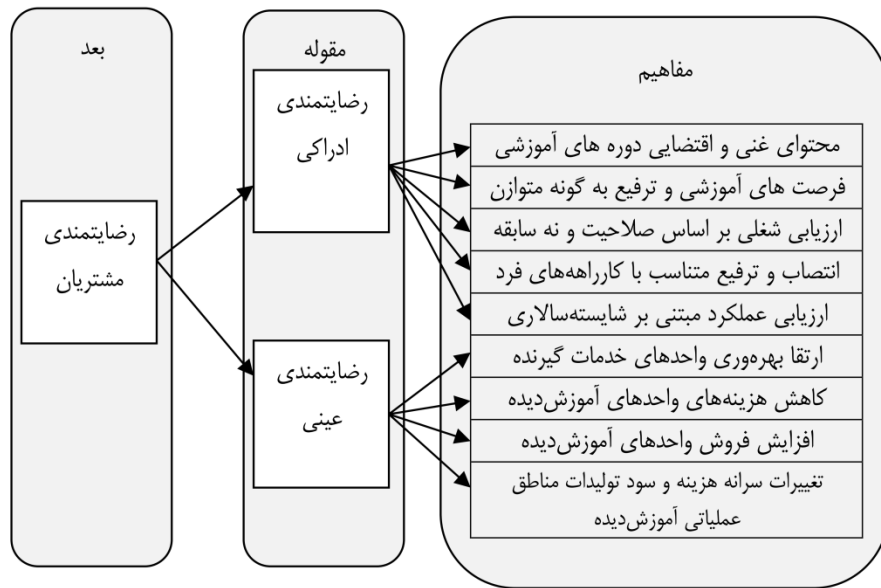 بعد
رضایتمندی
مشتریان
مقوله
رضایتمندی
ادراکی
رضایتمندی
عینی
مفاهیم
محتوای غنی و اقتضایی دوره های آموزشی
فرصت های آموزشی و ترفیع به گونه متوازن
ارزیابی شغلی بر اساس صلاحیت و نه سابقه
انتصاب و ترفیع متناسب با کارراهه‌های فرد
ارزیابی عملکرد مبتنی بر شایسته‌سالاری
ارتقا بهره‌وری واحدهای خدمات گیرنده
کاهش هزینه‌های واحدهای آموزش‌دیده
افزایش فروش واحدهای آموزش‌دیده
تغییرات سرانه هزینه و سود تولیدات مناطق
عملیاتی آموزش‌دیده